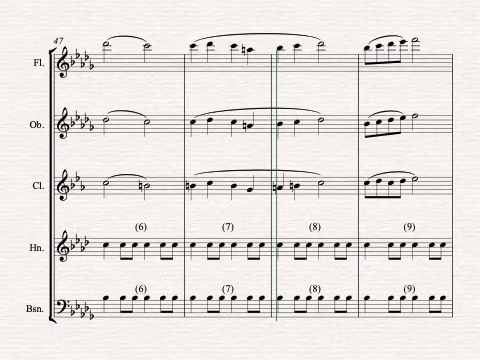 47
Fl.
Ob.
Cl.
(6) (7) (8) (9)
Hn.
(6) (7) (8) (9)
Bsn.